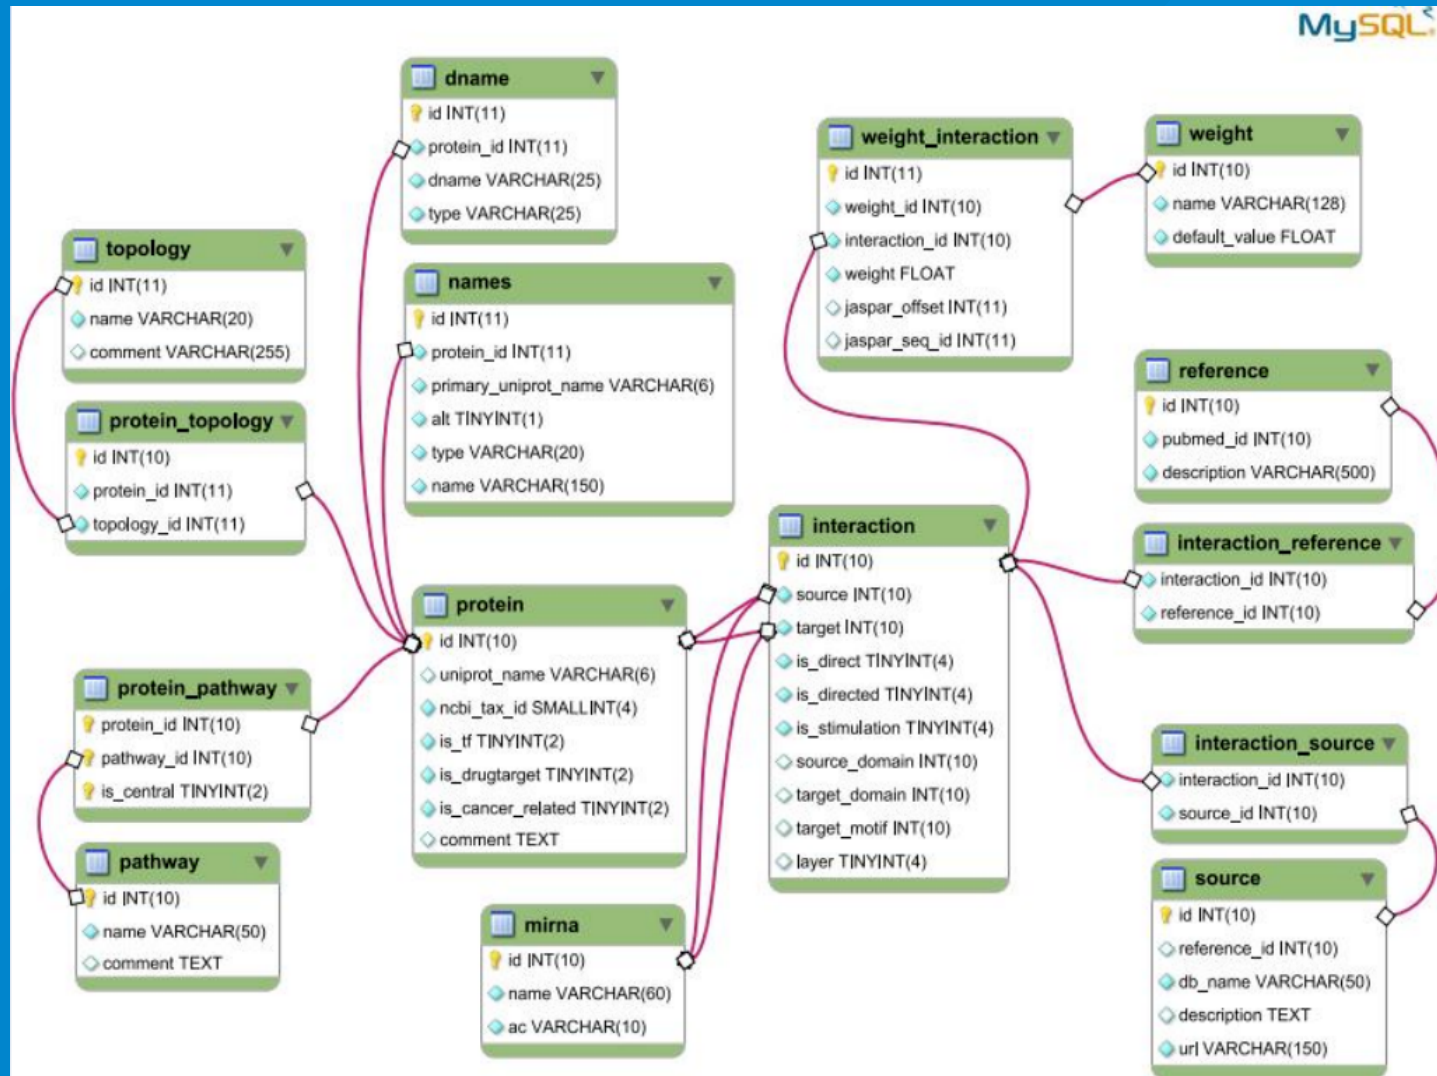 MySQL
dname
id INT(11)
protein_id INT(11)
dname VARCHAR(25)
type VARCHAR(25)
topology
id INT(11)
name VARCHAR(20)
comment VARCHAR(255)
names
id INT(11)
protein_id INT(11)
primary_uniprot_name VARCHAR(6)
alt TINYINT(1)
type VARCHAR(20)
name VARCHAR(150)
protein_topology
id INT(10)
protein_id INT(11)
topology_id INT(11)
protein
id INT(10)
uniprot_name VARCHAR(6)
ncbi_tax_id SMALLINT(4)
is_tf TINYINT(2)
is_drugtarget TINYINT(2)
is_cancer_related TINYINT(2)
comment TEXT
protein_pathway
protein_id INT(10)
pathway_id INT(10)
is_central TINYINT(2)
pathway
id INT(10)
name VARCHAR(50)
comment TEXT
mirna
id INT(10)
name VARCHAR(60)
ac VARCHAR(10)
weight_interaction
id INT(11)
weight_id INT(10)
interaction_id INT(10)
weight FLOAT
jaspar_offset INT(11)
jaspar_seq_id INT(11)
weight
id INT(10)
name VARCHAR(128)
default_value FLOAT
interaction
id INT(10)
source INT(10)
target INT(10)
is_direct TINYINT(4)
is_directed TINYINT(4)
is_stimulation TINYINT(4)
source_domain INT(10)
target_domain INT(10)
target_motif INT(10)
layer TINYINT(4)
reference
id INT(10)
pubmed_id INT(10)
description VARCHAR(500)
interaction_reference
interaction_id INT(10)
reference_id INT(10)
interaction_source
interaction_id INT(10)
source_id INT(10)
source
id INT(10)
reference_id INT(10)
db_name VARCHAR(50)
description TEXT
url VARCHAR(150)